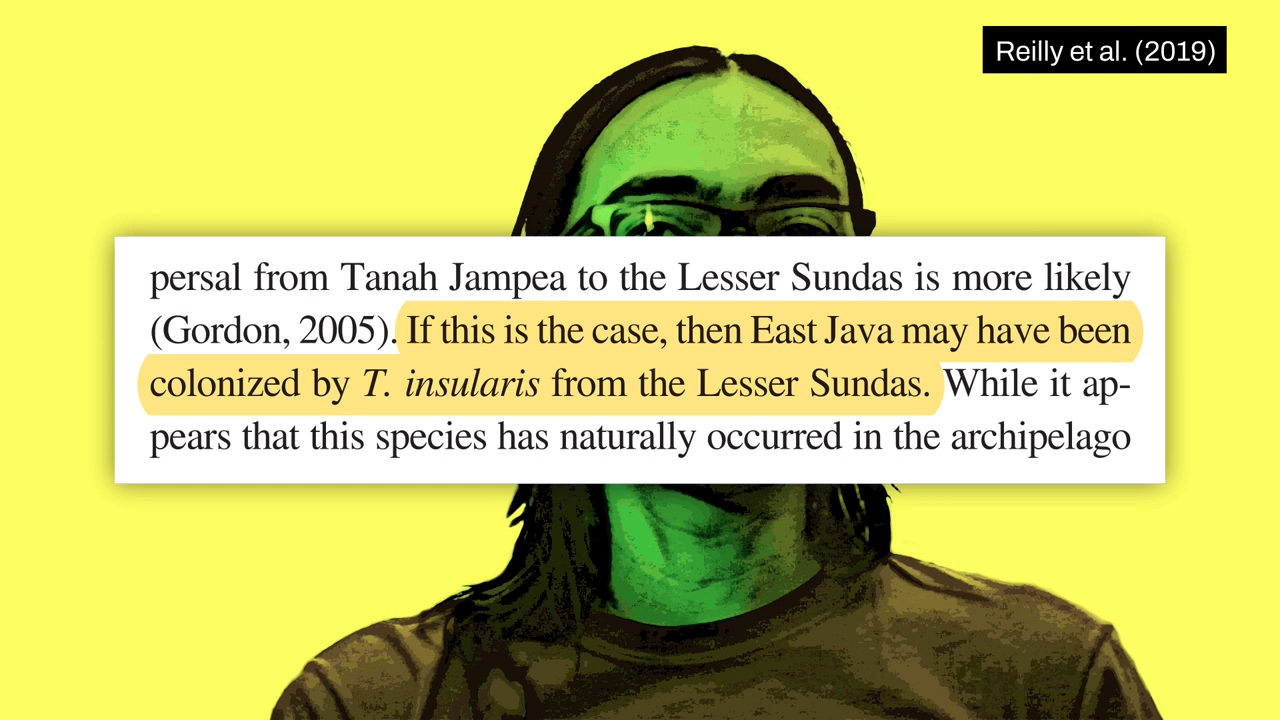 Reilly et al. (2019)
persal from Tanah Jampea to the Lesser Sundas is more likely
(Gordon, 2005). If this is the case, then East Java may have been
colonized by T. insularis from the Lesser Sundas. While it ap-
pears that this species has naturally occurred in the archipelago